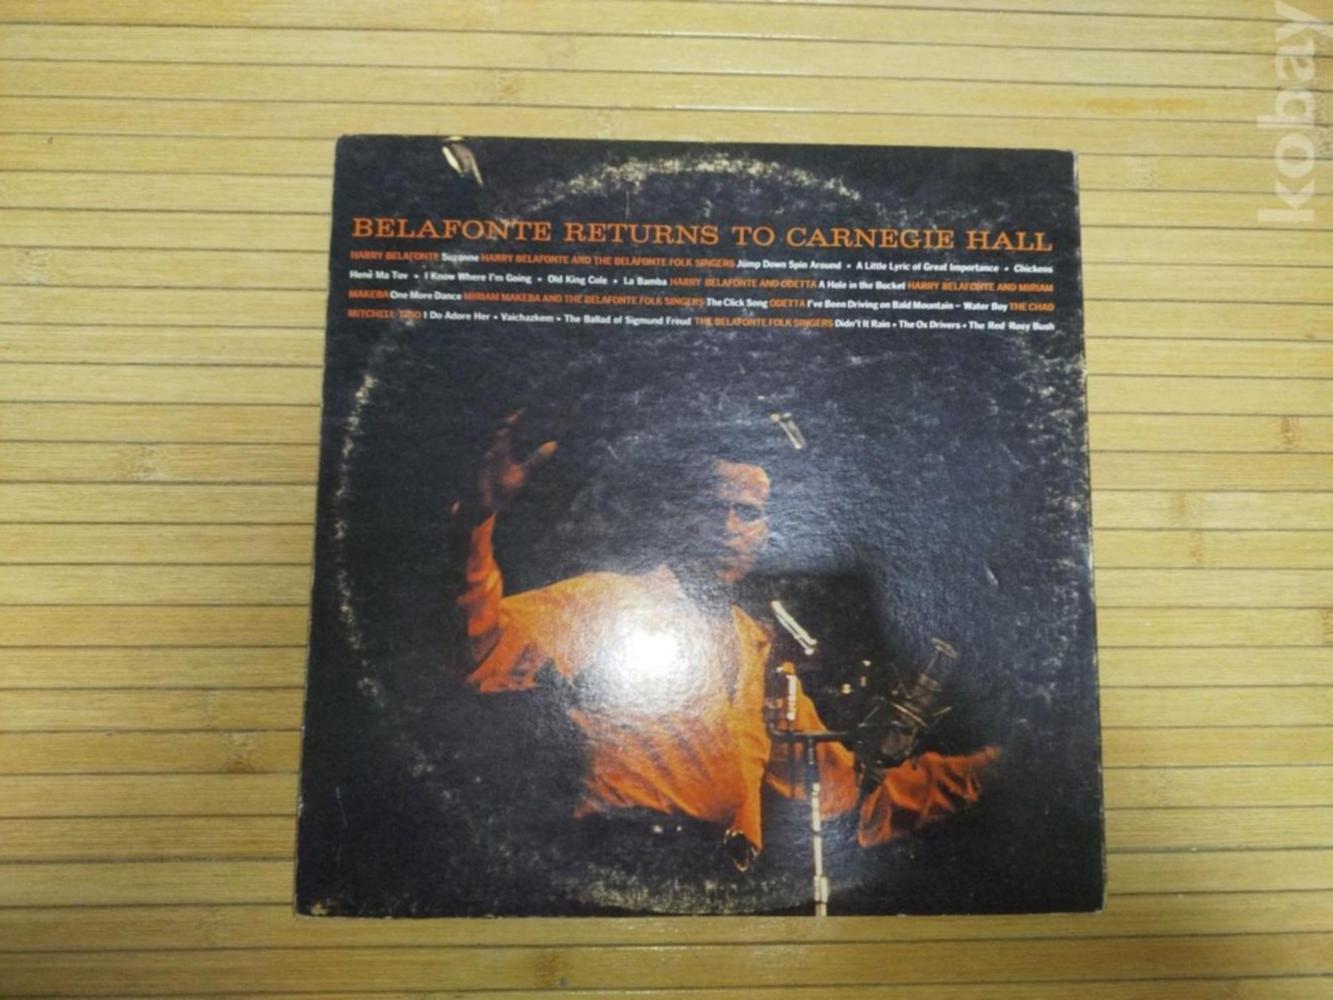 BELAFONTE RETURNS TO CARNEGIE HALL
HARRY BELAFONTE Suzanne HARRY BELAFONTE AND THE BELAFONTE FOLK SINGERS Jump Down Spin Around • A Little Lyric of Great Importance • Chickens
Hené Ma Tov • I Know Where I'm Going • Old King Cole • La Bamba HARRY BELAFONTE AND ODETTA A Hole in the Bucket HARRY BELAFONTE AND MIRIAM
MAKEBA One More Dance MIRIAM MAKEBA AND THE BELAFONTE FOLK SINGERS The Click Song ODETTA I've Been Driving on Bald Mountain – Water Boy THE CHAD
MITCHELL TRIO I Do Adore Her • Vaichazkem • The Ballad of Sigmund Freud THE BELAFONTE FOLK SINGERS Didn't It Rain • The Ox Drivers • The Red Rosy Bush
kobay